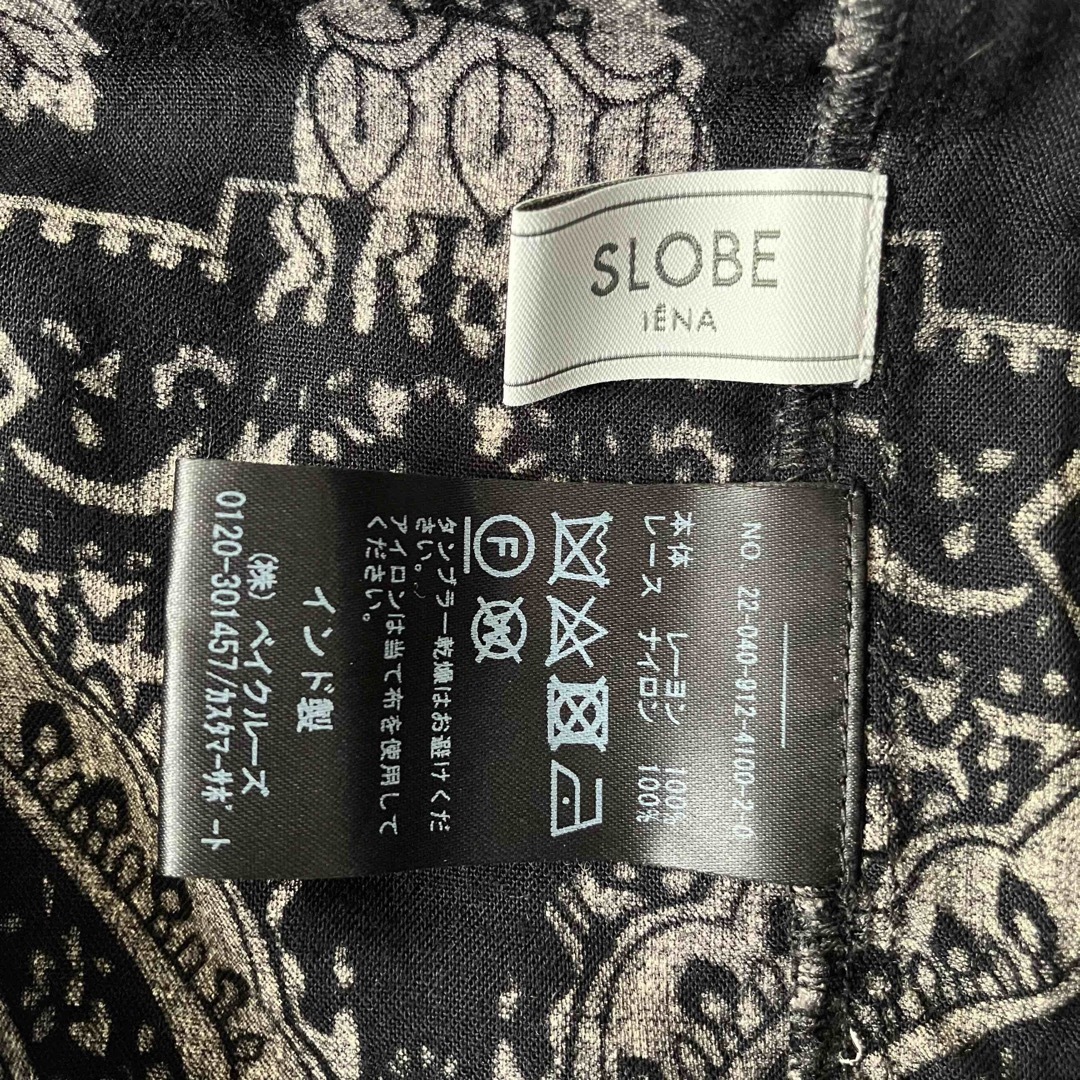 SLOBE
IÉNA
NO. 22-040-912-4100-2-0
本体 レーヨン 100%
レース ナイロン 100%
F
タンブラー乾燥はお避けくだ
さい。
アイロンは当て布を使用して
ください。
インド製
(株) ベイクルーズ
0120-301457/ｶｽﾀﾏｰｻﾎﾟｰﾄ